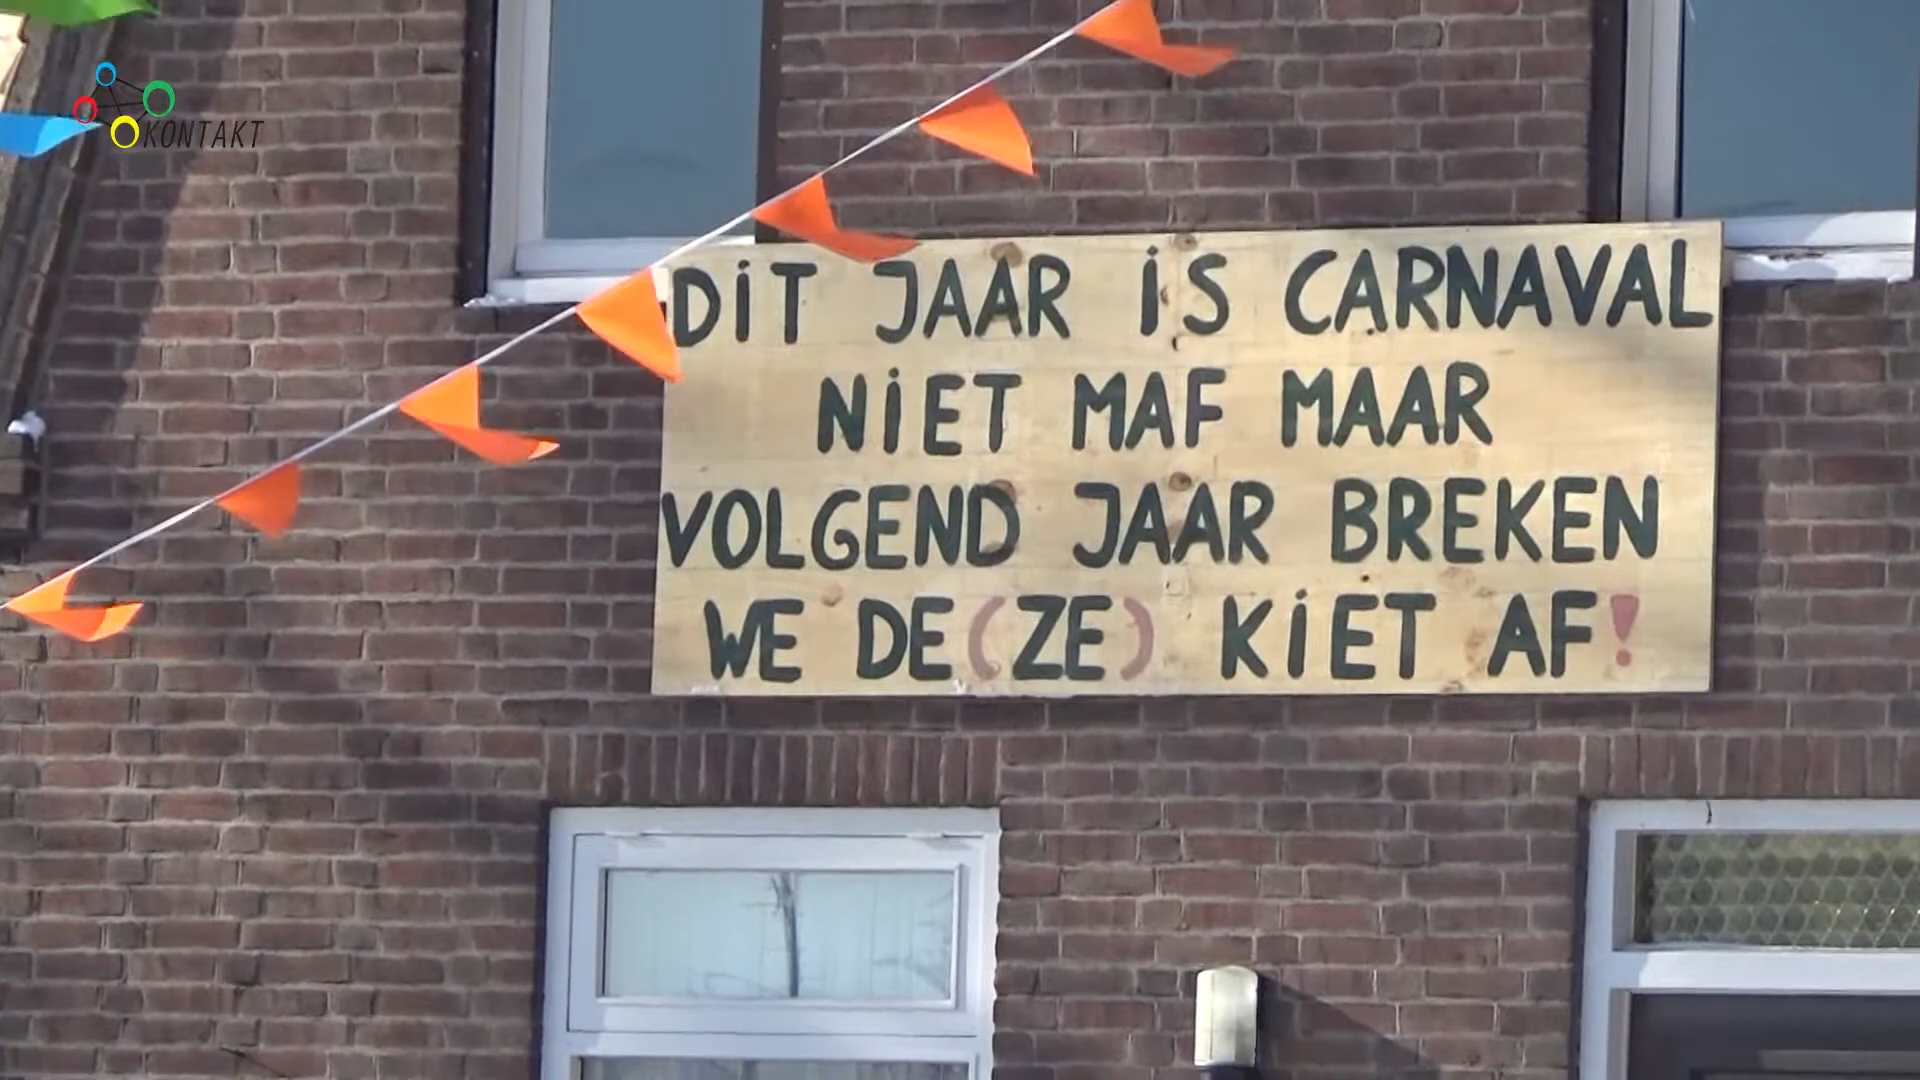 KONTAKT
DiT JAAR iS CARNAVAL
NiET MAF MAAR
VOLGEND JAAR BREKEN
WE DE(ZE) KiET AF!